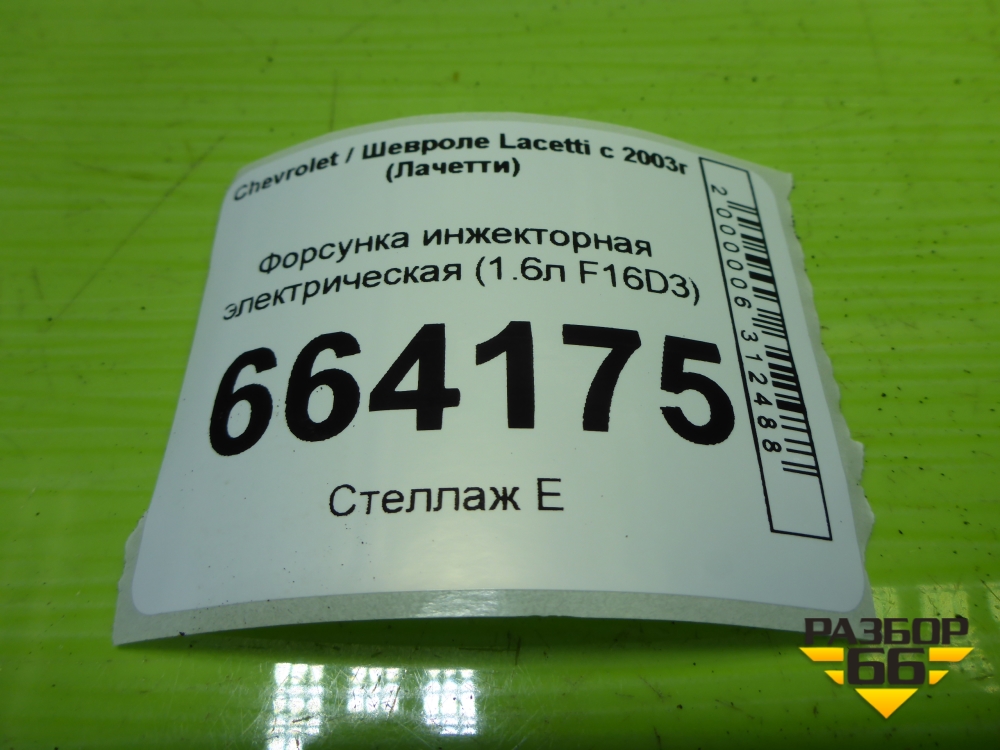 Chevrolet / Шевроле Lacetti с 2003г
(Лачетти)
Форсунка инжекторная
электрическая (1.6л F16D3)
664175
Стеллаж E
2000006312488
РАЗБОР
66